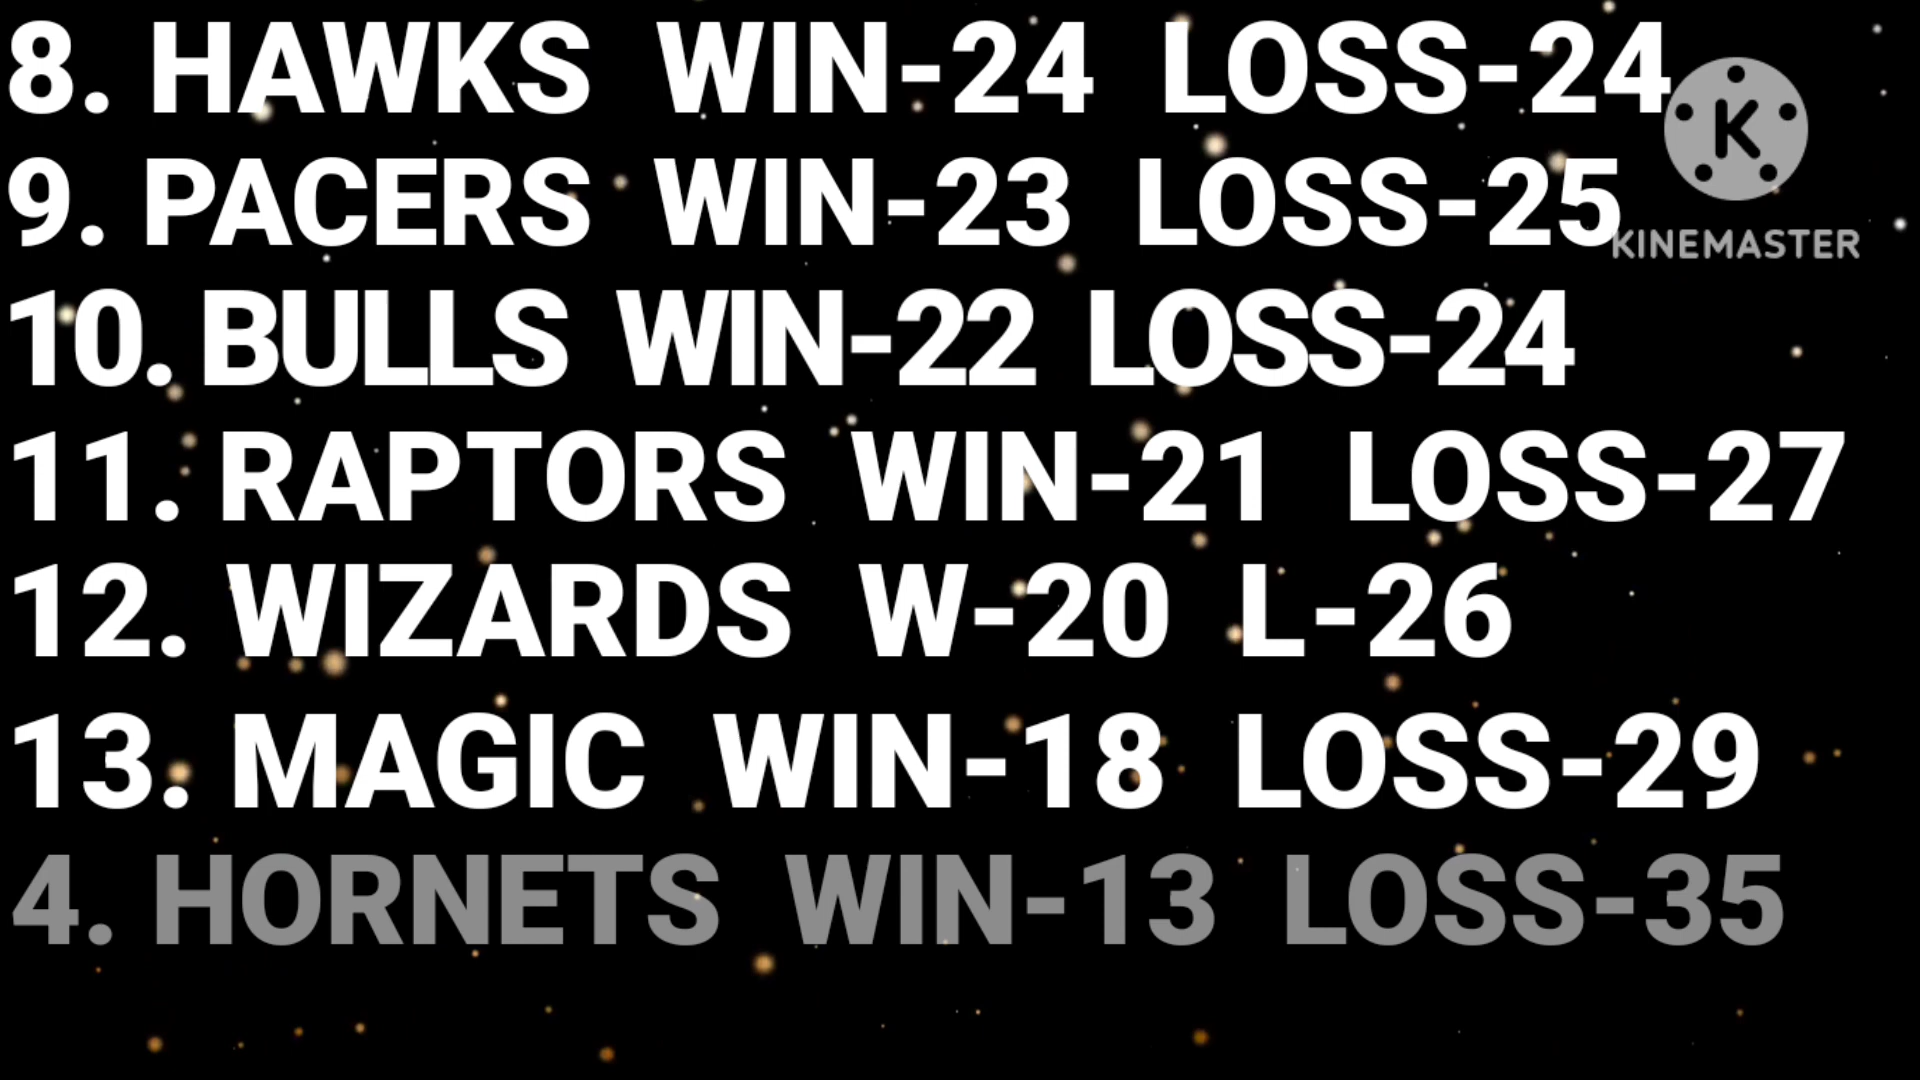 8. HAWKS WIN-24 LOSS-24
9. PACERS WIN-23 LOSS-25
10. BULLS WIN-22 LOSS-24
11. RAPTORS WIN-21 LOSS-27
12. WIZARDS W-20 L-26
13. MAGIC WIN-18 LOSS-29
4. HORNETS WIN-13 LOSS-35
K
KINEMASTER